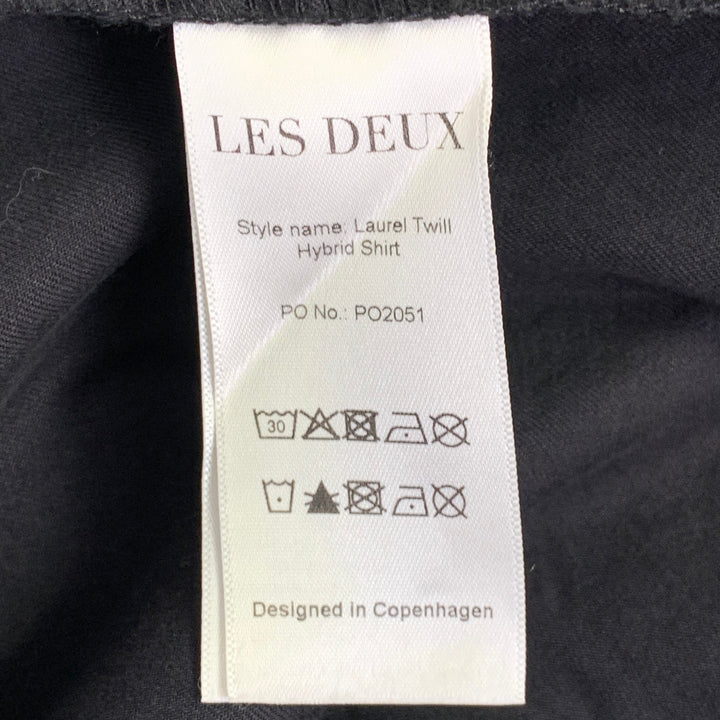 LES DEUX
Style name: Laurel Twill
Hybrid Shirt
PO No.: PO2051
30
Designed in Copenhagen